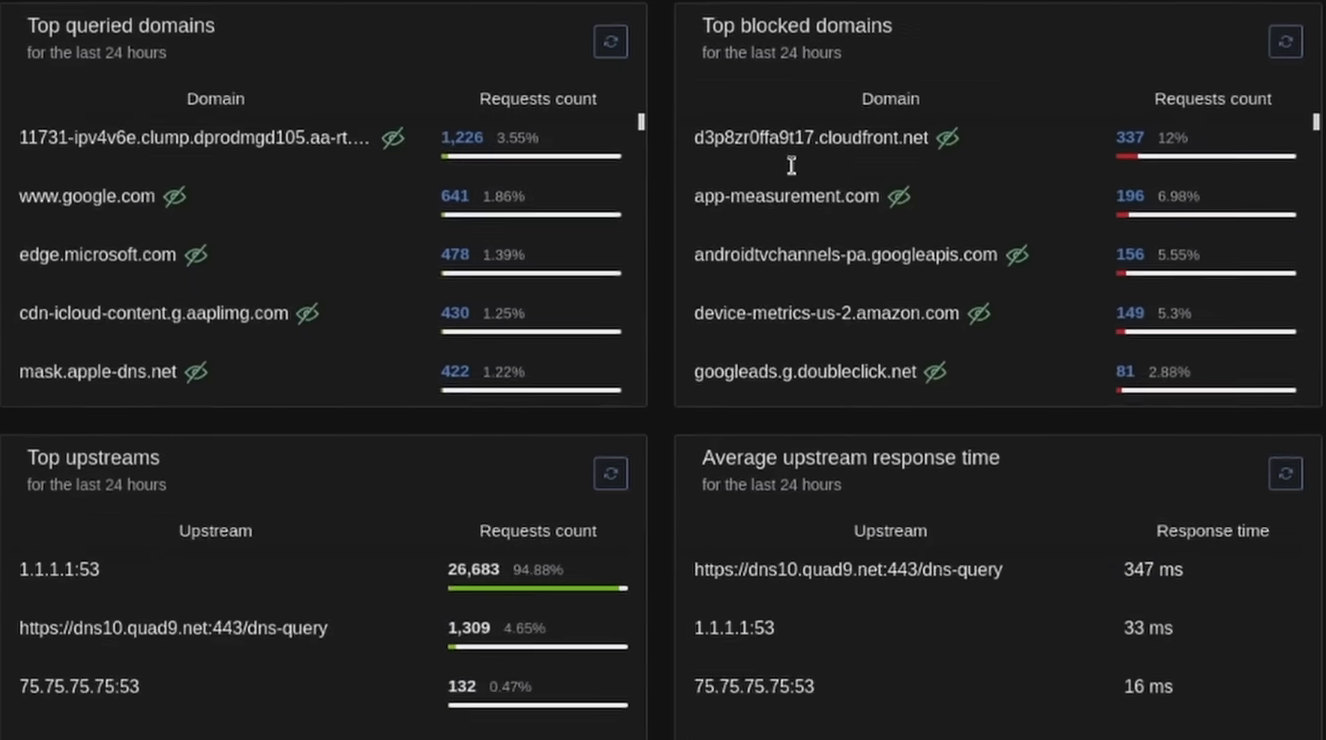 Top queried domains
for the last 24 hours
Domain Requests count
11731-ipv4v6e.clump.dprodmgd105.aa-rt.... 1,226 3.55%
www.google.com 641 1.86%
edge.microsoft.com 478 1.39%
cdn-icloud-content.g.aaplimg.com 430 1.25%
mask.apple-dns.net 422 1.22%
Top blocked domains
for the last 24 hours
Domain Requests count
d3p8zr0ffa9t17.cloudfront.net 337 12%
app-measurement.com 196 6.98%
androidtvchannels-pa.googleapis.com 156 5.55%
device-metrics-us-2.amazon.com 149 5.3%
googleads.g.doubleclick.net 81 2.88%
Top upstreams
for the last 24 hours
Upstream Requests count
1.1.1.1:53 26,683 94.88%
https://dns10.quad9.net:443/dns-query 1,309 4.65%
75.75.75.75:53 132 0.47%
Average upstream response time
for the last 24 hours
Upstream Response time
https://dns10.quad9.net:443/dns-query 347 ms
1.1.1.1:53 33 ms
75.75.75.75:53 16 ms